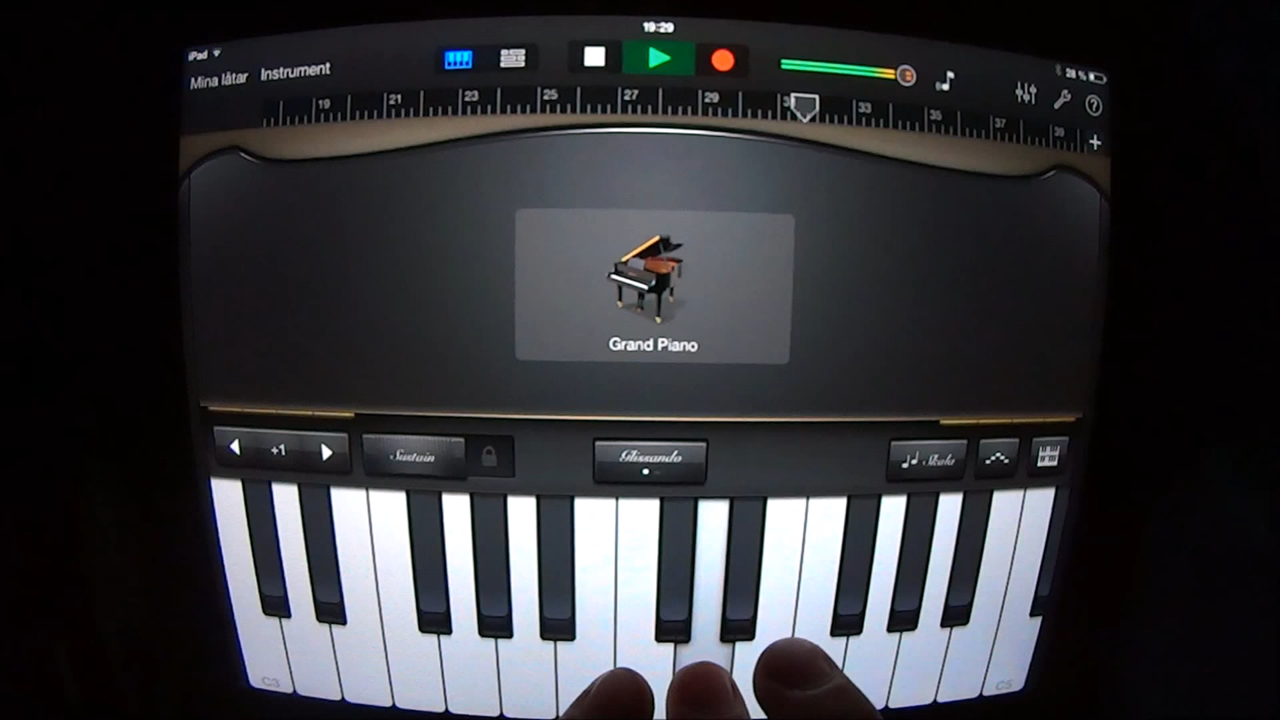 19:29
iPad
28 %
Mina låtar Instrument
19 21 23 25 27 29 33 35 37 39
?
+
Grand Piano
+1 Sustain Glissando Skala
C3 C5